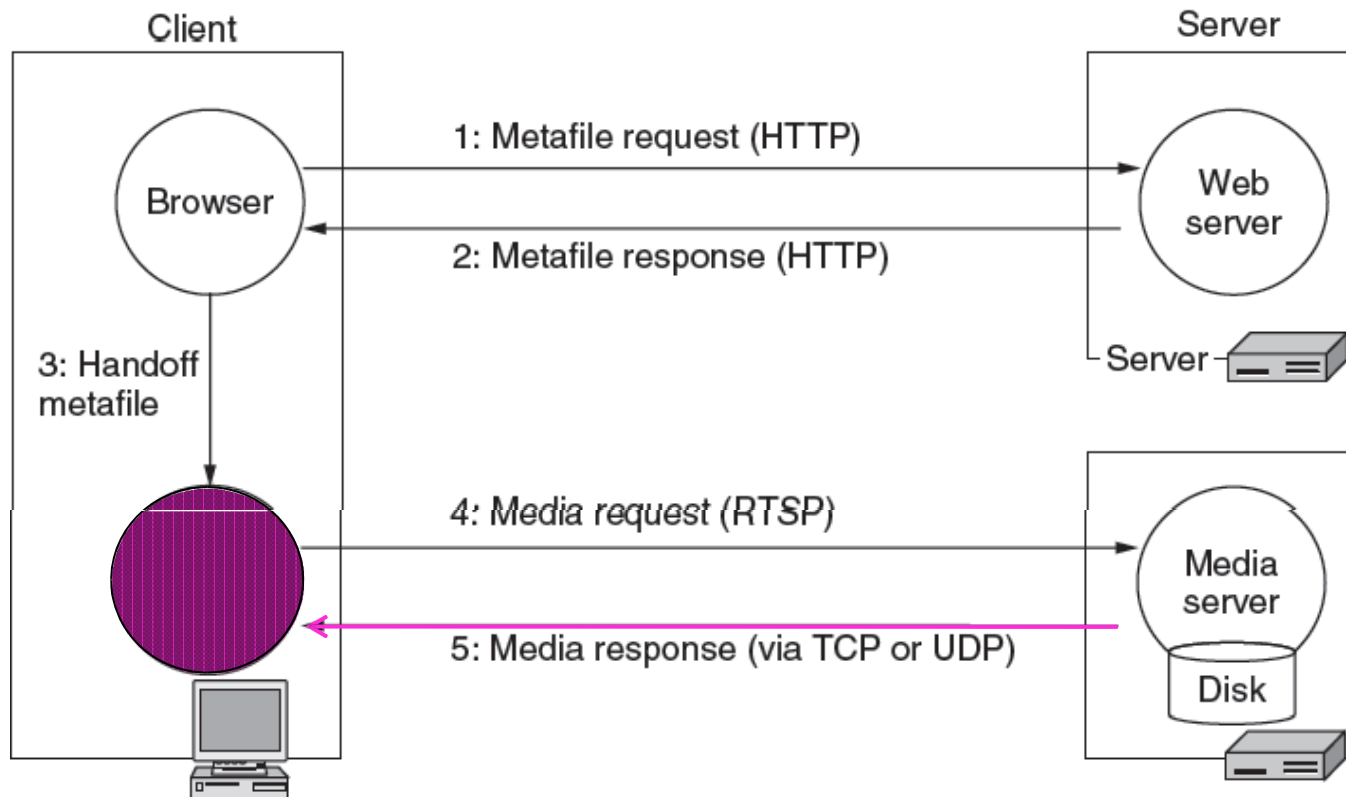 Client
Server
1: Metafile request (HTTP)
Browser
Web
server
2: Metafile response (HTTP)
3: Handoff
metafile
Server
4: Media request (RTSP)
Media
server
5: Media response (via TCP or UDP)
Disk